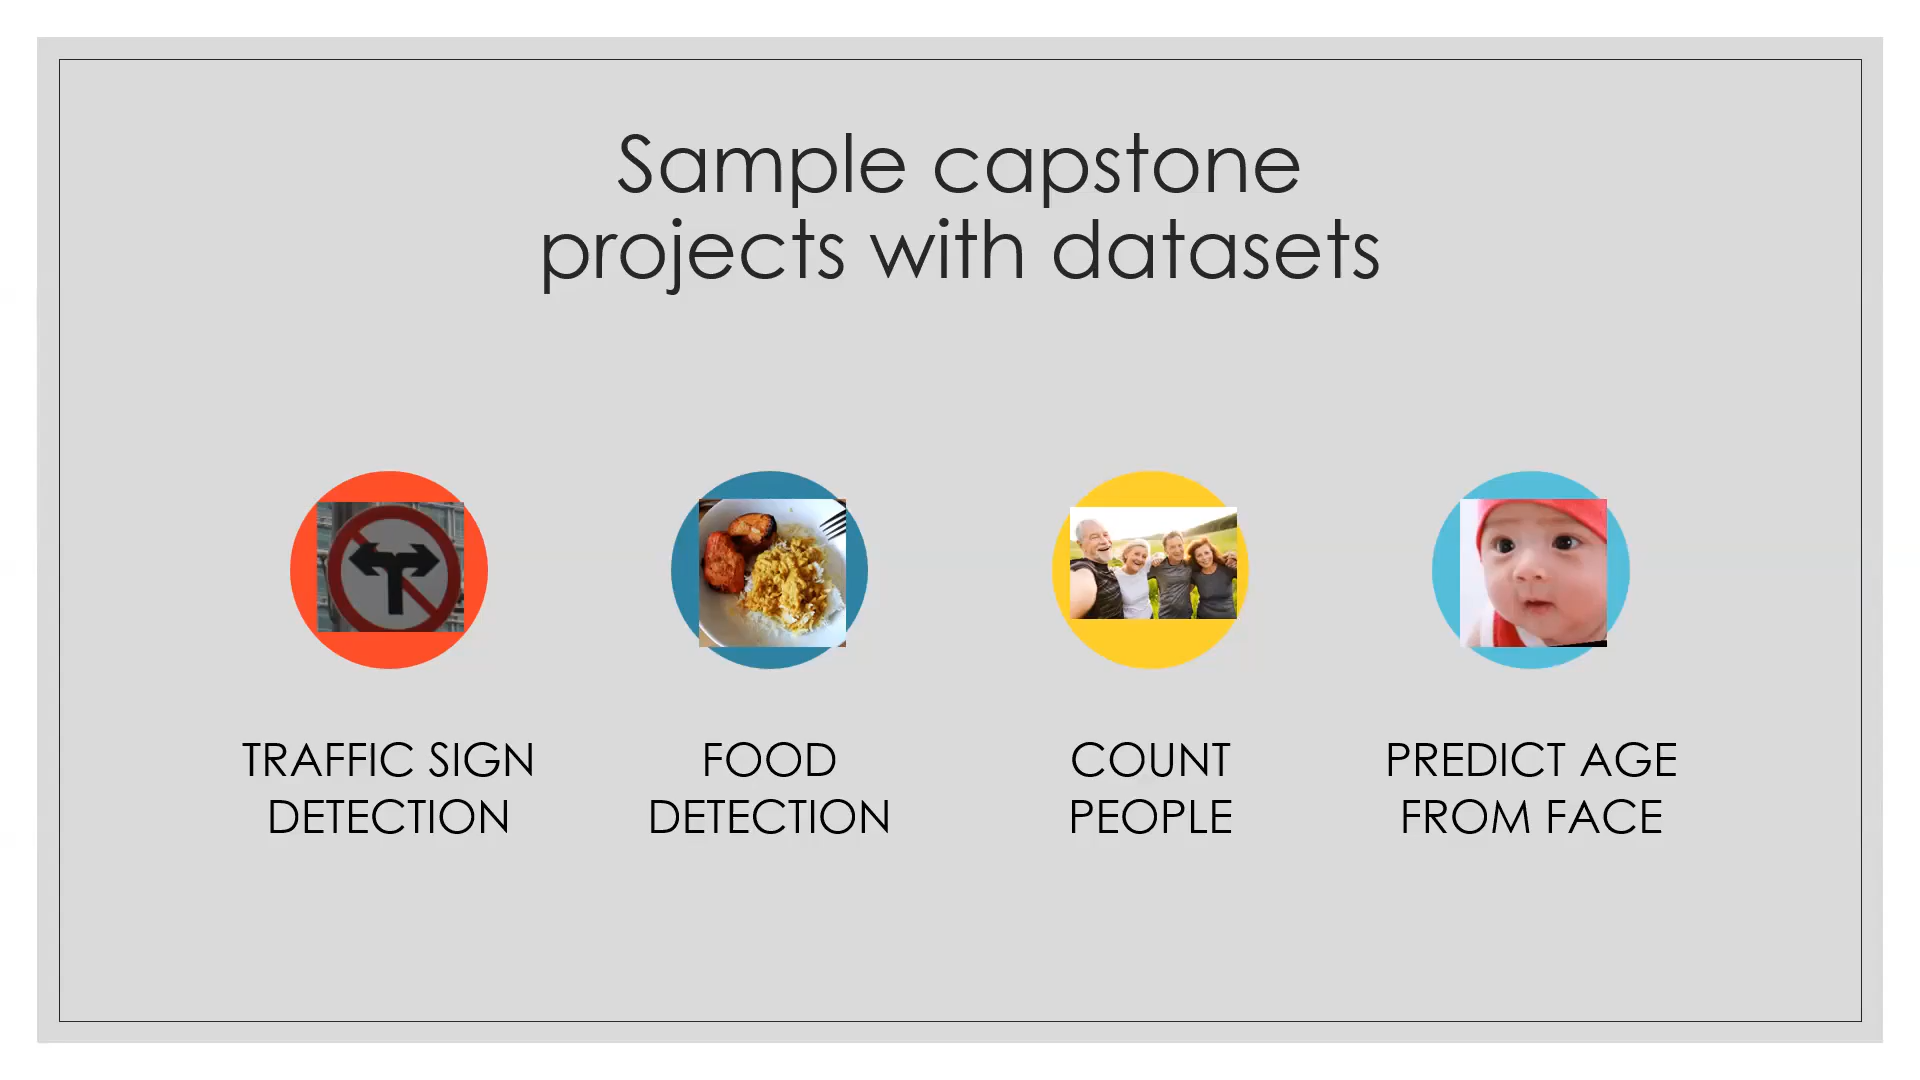 Sample capstone
projects with datasets
TRAFFIC SIGN
DETECTION
FOOD
DETECTION
COUNT
PEOPLE
PREDICT AGE
FROM FACE